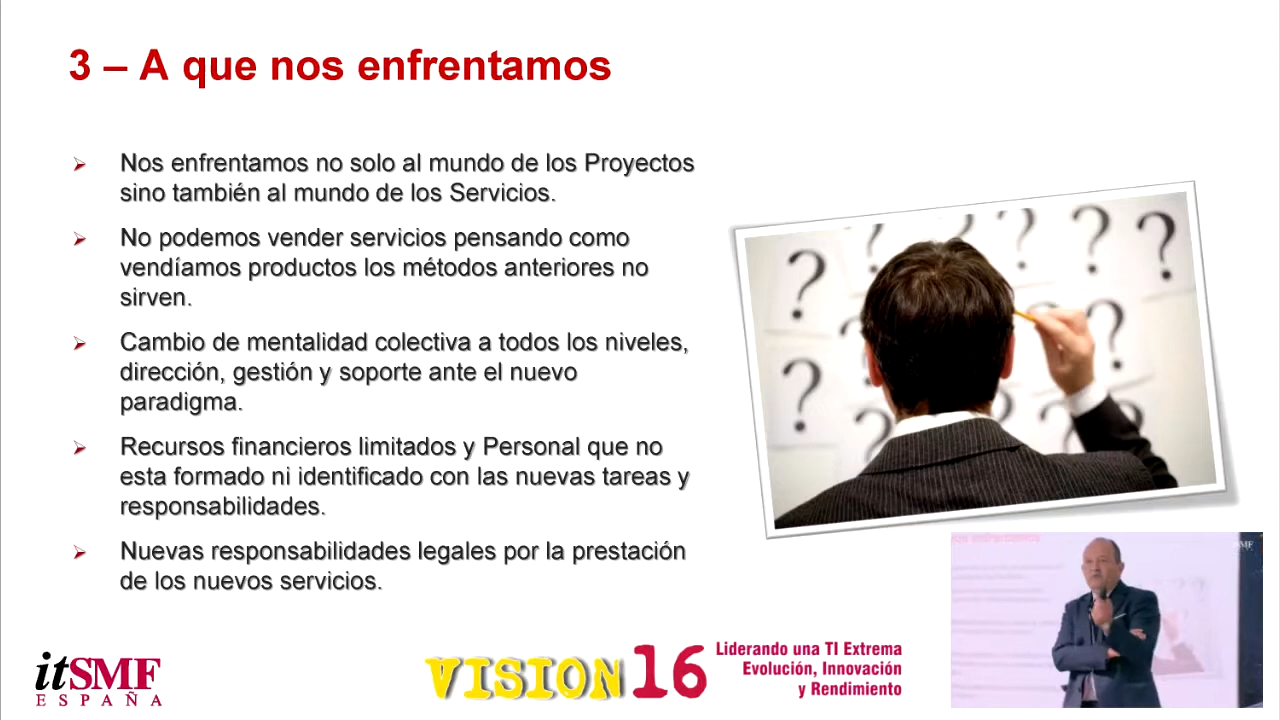 3 – A que nos enfrentamos
Nos enfrentamos no solo al mundo de los Proyectos
sino también al mundo de los Servicios.
No podemos vender servicios pensando como
vendíamos productos los métodos anteriores no
sirven.
Cambio de mentalidad colectiva a todos los niveles,
dirección, gestión y soporte ante el nuevo
paradigma.
Recursos financieros limitados y Personal que no
esta formado ni identificado con las nuevas tareas y
responsabilidades.
Nuevas responsabilidades legales por la prestación
de los nuevos servicios.
? ? ? ? ? ? ? ? ?
itSMF
ESPAÑA
VISION16
Liderando una TI Extrema
Evolución, Innovación
y Rendimiento